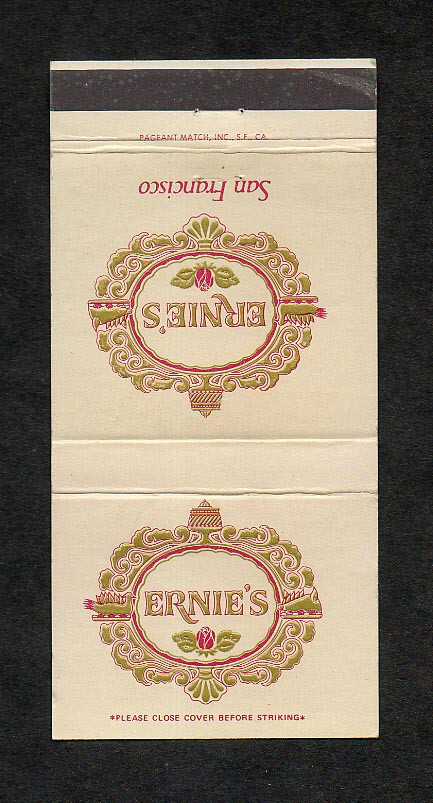 PAGEANT MATCH, INC., S.F., CA.
San Francisco
ERNIE'S
ERNIE'S
*PLEASE CLOSE COVER BEFORE STRIKING*